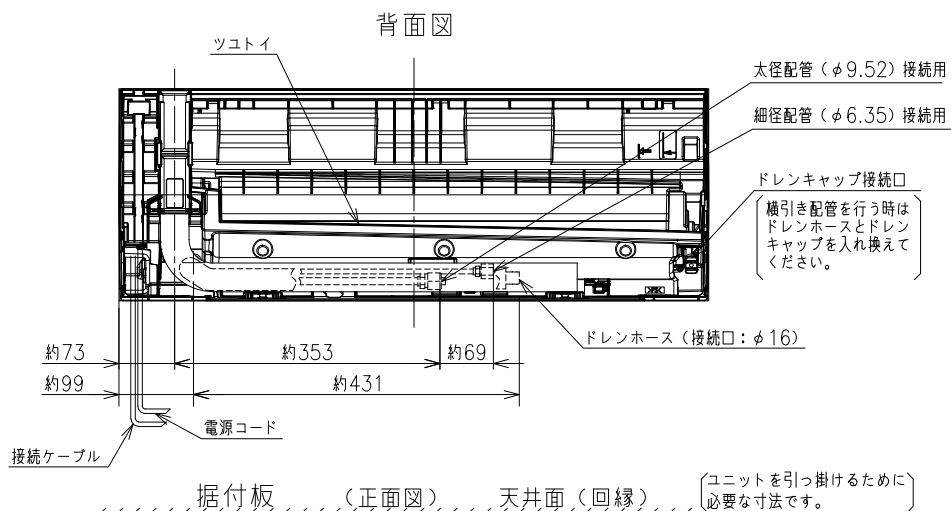 背面図
ツユトイ
太径配管（φ9.52）接続用
細径配管（φ6.35）接続用
ドレンキャップ接続口
横引き配管を行う時は
ドレンホースとドレン
キャップを入れ換えて
ください。
ドレンホース（接続口：φ16）
約73
約353
約69
約99
約431
電源コード
接続ケーブル
据付板　（正面図）　天井面（回縁）
ユニットを引っ掛けるために
必要な寸法です。